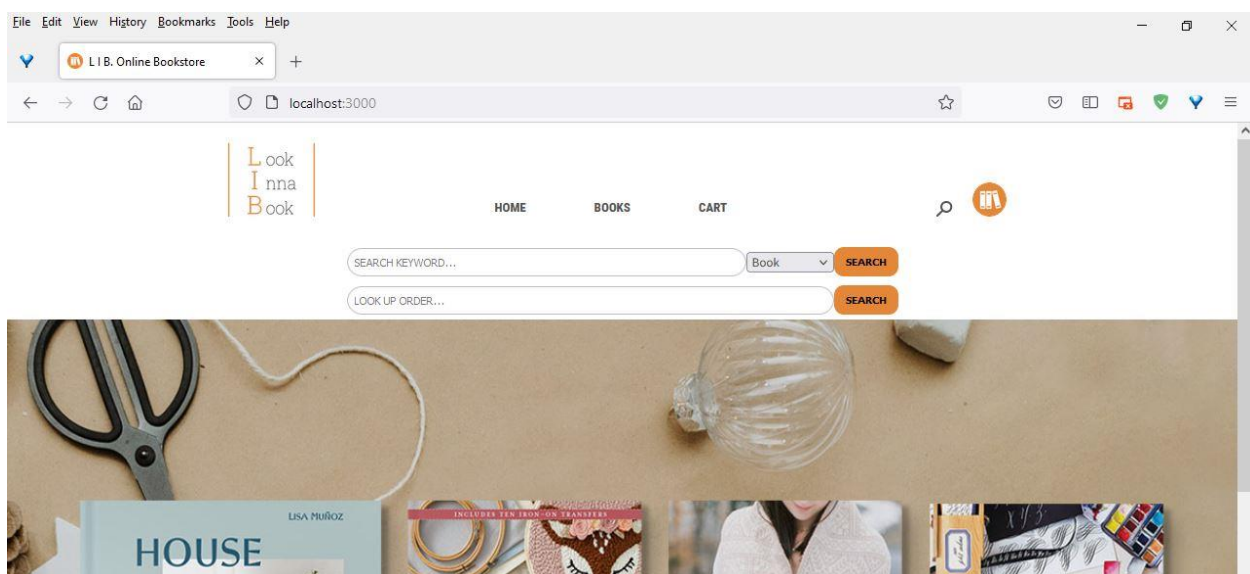 File Edit View History Bookmarks Tools Help
L I B. Online Bookstore
localhost:3000
Look
Inna
Book
HOME BOOKS CART
SEARCH KEYWORD... Book SEARCH
LOOK UP ORDER... SEARCH
LISA MUÑOZ
HOUSE
INCLUDES TEN IRON-ON TRANSFERS